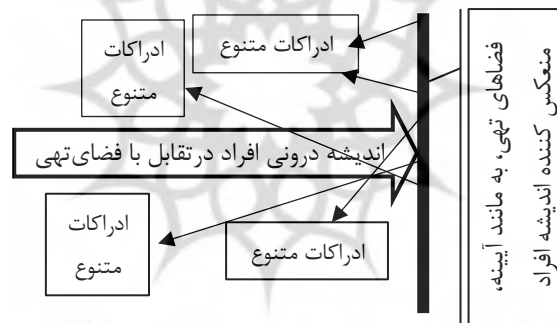 ادراکات متنوع
ادراکات
متنوع
اندیشه درونی افراد درتقابل با فضای‌تهی
ادراکات
متنوع
ادراکات متنوع
فضاهای تهی، به مانند آیینه،
منعکس کننده اندیشه افراد